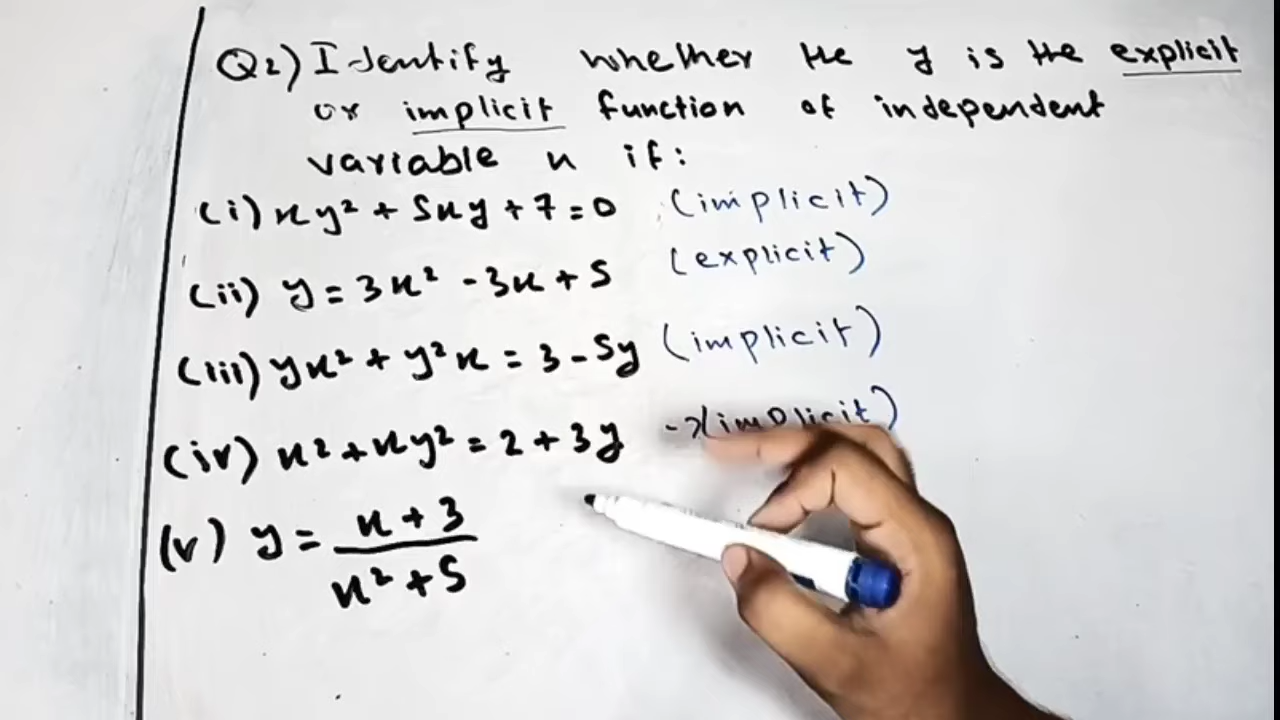 Q2) Identify whether the y is the explicit
or implicit function of independent
variable x if:
(i) xy² + 5xy + 7 = 0 (implicit)
(ii) y = 3x² - 3x + 5 (explicit)
(iii) yx² + y²x = 3 - 5y (implicit)
(iv) x² + xy² = 2 + 3y → (implicit)
(v) y = x + 3
x² + 5